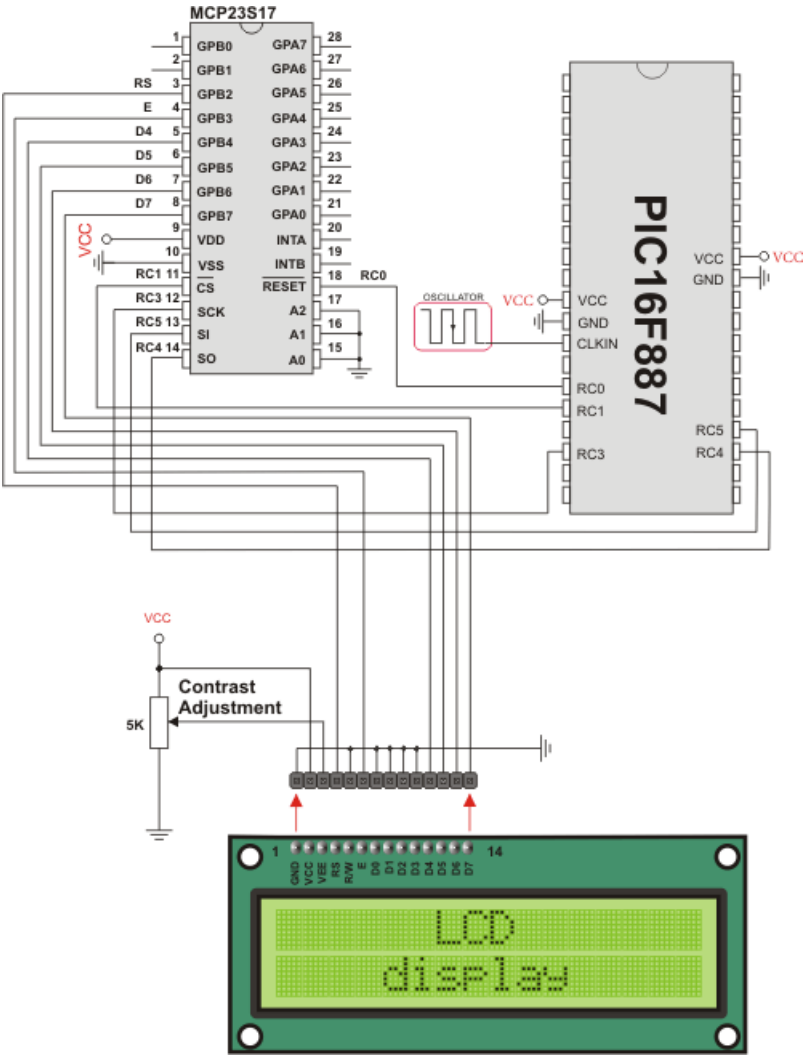 MCP23S17
1 GPB0 GPA7 28
2 GPB1 GPA6 27
RS 3 GPB2 GPA5 26
E 4 GPB3 GPA4 25
D4 5 GPB4 GPA3 24
D5 6 GPB5 GPA2 23
D6 7 GPB6 GPA1 22
D7 8 GPB7 GPA0 21
VCC 9 VDD INTA 20
10 VSS INTB 19
RC1 11 CS RESET 18 RC0
RC3 12 SCK A2 17
RC5 13 SI A1 16
RC4 14 SO A0 15
PIC16F887
VCC VCC
GND
OSCILLATOR
VCC VCC
GND
CLKIN
RC0
RC1
RC5
RC3 RC4
VCC
Contrast
Adjustment
5K
1 14
GND VCC VEE RS R/W E D0 D1 D2 D3 D4 D5 D6 D7
LCD
display